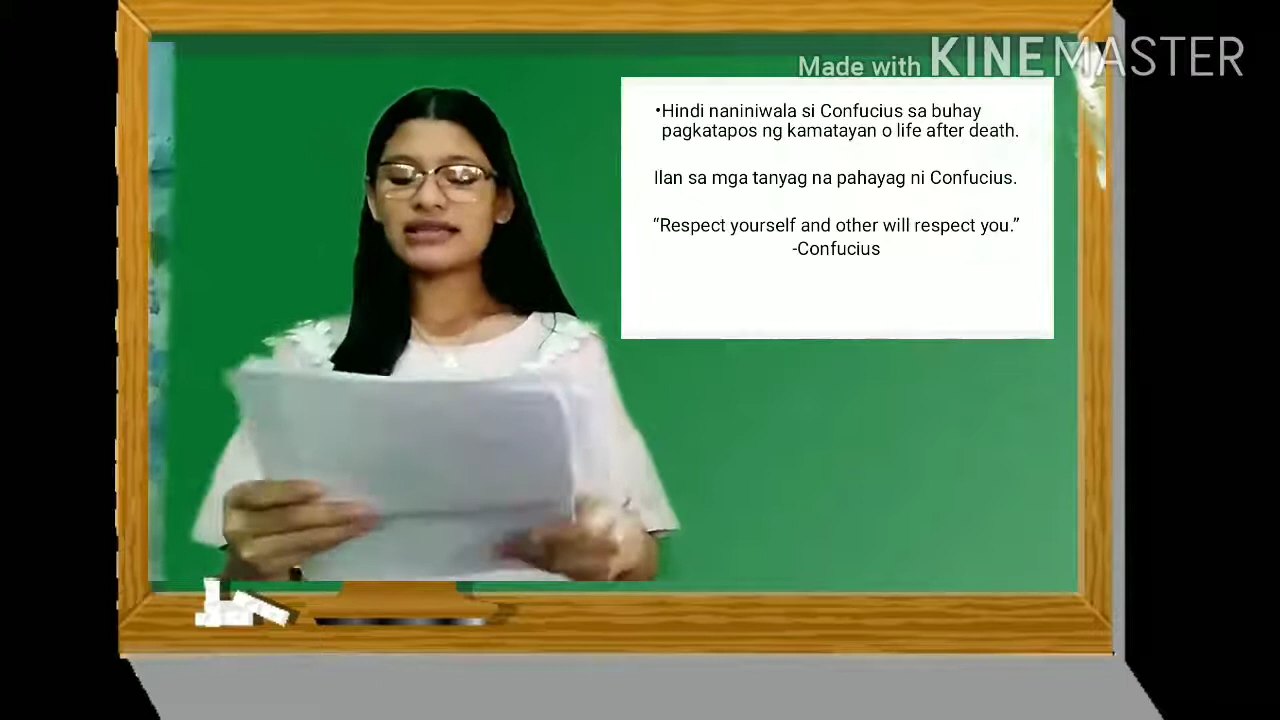 Made with KINEMASTER
•Hindi naniniwala si Confucius sa buhay
pagkatapos ng kamatayan o life after death.
Ilan sa mga tanyag na pahayag ni Confucius.
“Respect yourself and other will respect you.”
-Confucius